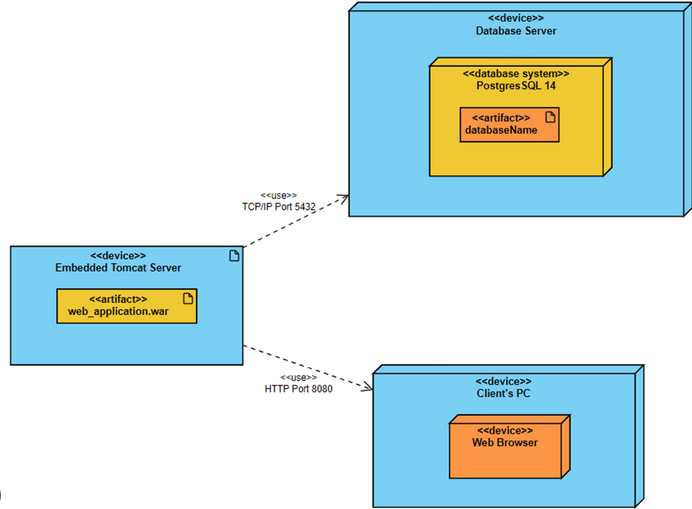 <<device>>
Database Server
<<database system>>
PostgresSQL 14
<<artifact>>
databaseName
<<use>>
TCP/IP Port 5432
<<device>>
Embedded Tomcat Server
<<artifact>>
web_application.war
<<use>>
HTTP Port 8080
<<device>>
Client's PC
<<device>>
Web Browser